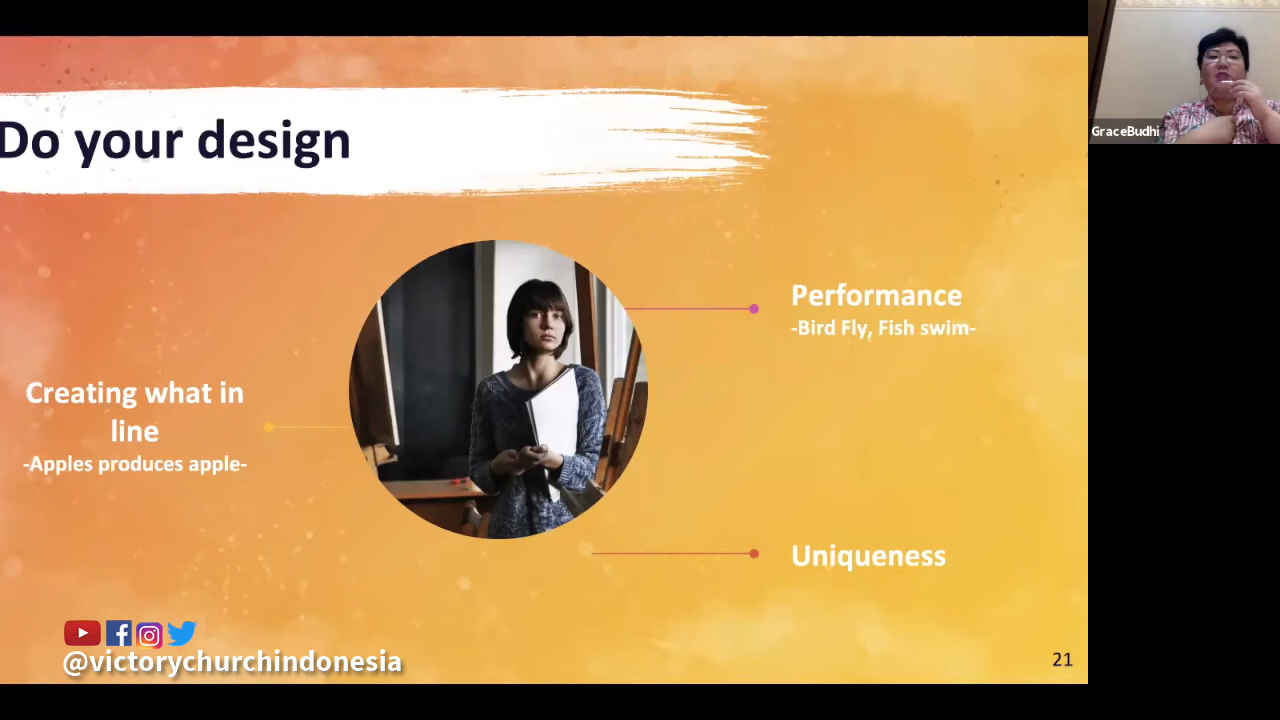 Do your design
GraceBudhi
Performance
-Bird Fly, Fish swim-
Creating what in
line
-Apples produces apple-
Uniqueness
@victorychurchindonesia
21